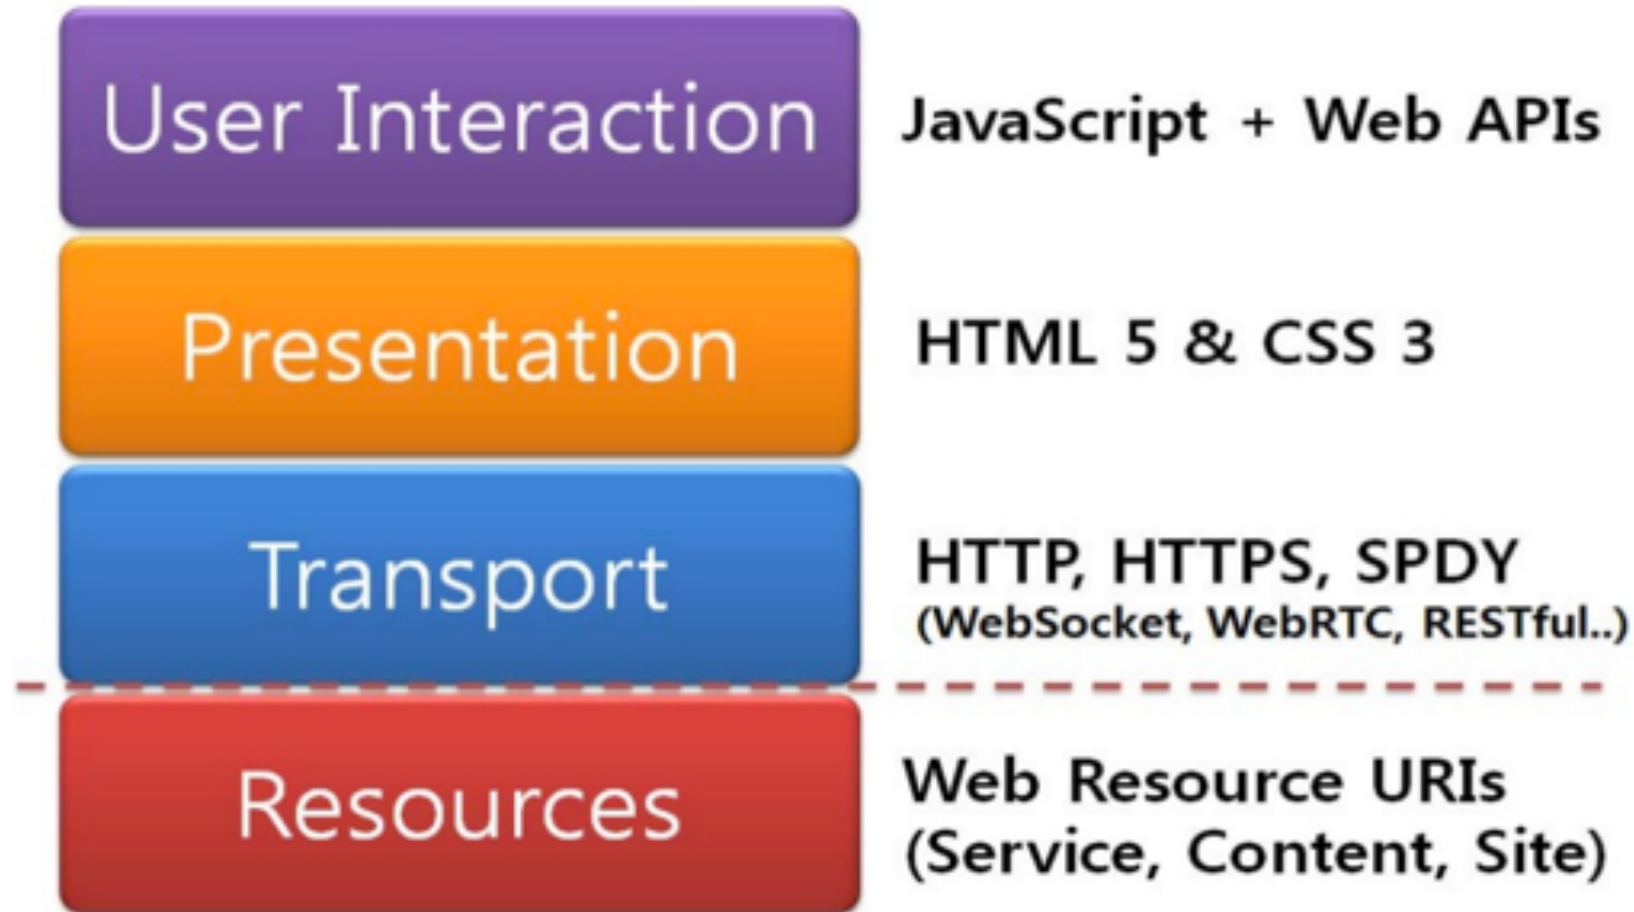 User Interaction
JavaScript + Web APIs
Presentation
HTML 5 & CSS 3
Transport
HTTP, HTTPS, SPDY
(WebSocket, WebRTC, RESTful..)
Resources
Web Resource URIs
(Service, Content, Site)